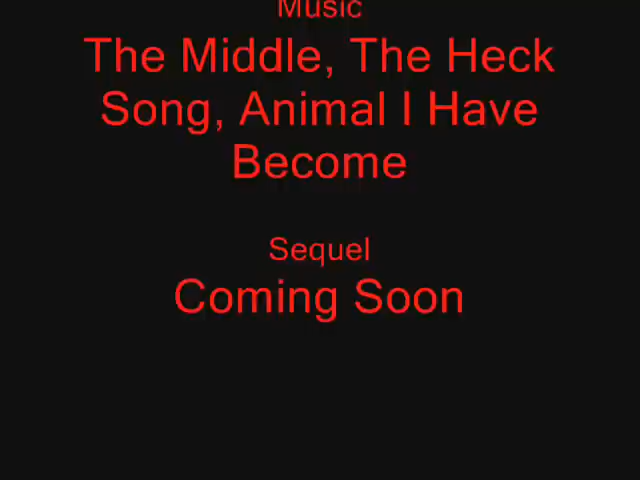 Music
The Middle, The Heck
Song, Animal I Have
Become
Sequel
Coming Soon